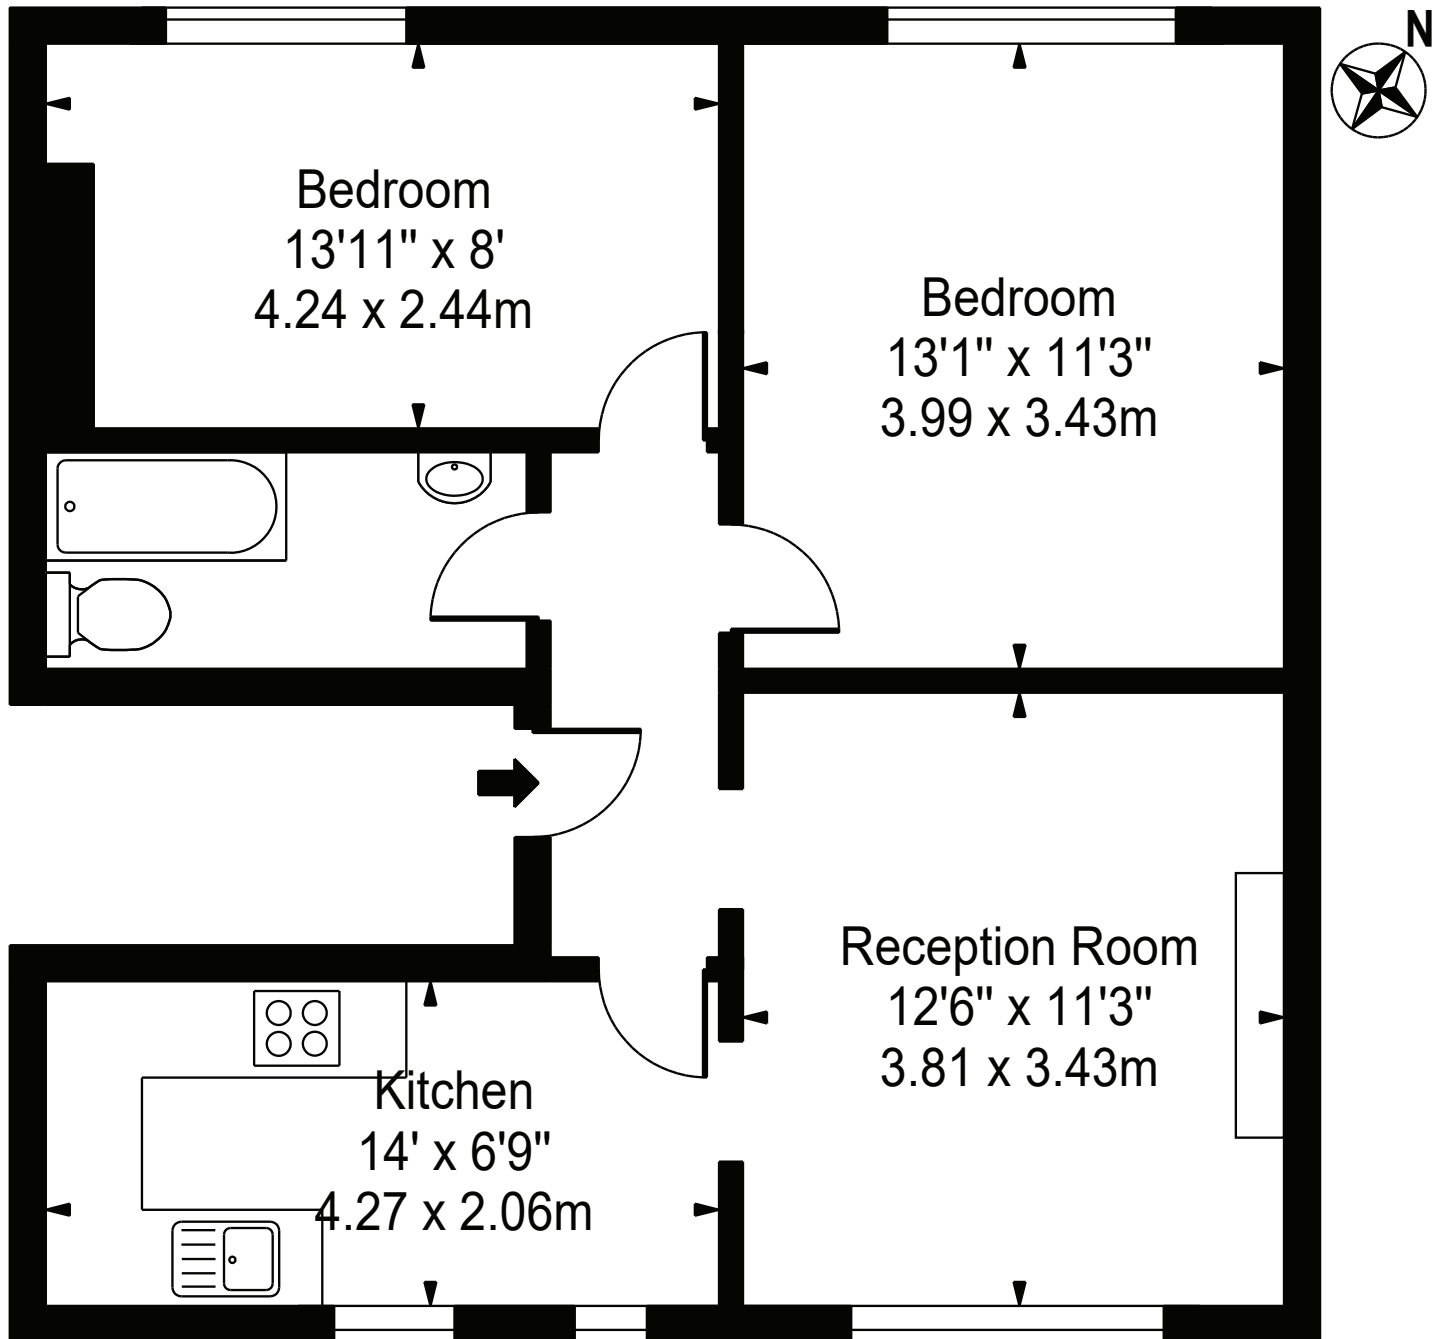 N
Bedroom
13'11" x 8'
4.24 x 2.44m
Bedroom
13'1" x 11'3"
3.99 x 3.43m
Reception Room
12'6" x 11'3"
3.81 x 3.43m
Kitchen
14' x 6'9"
4.27 x 2.06m